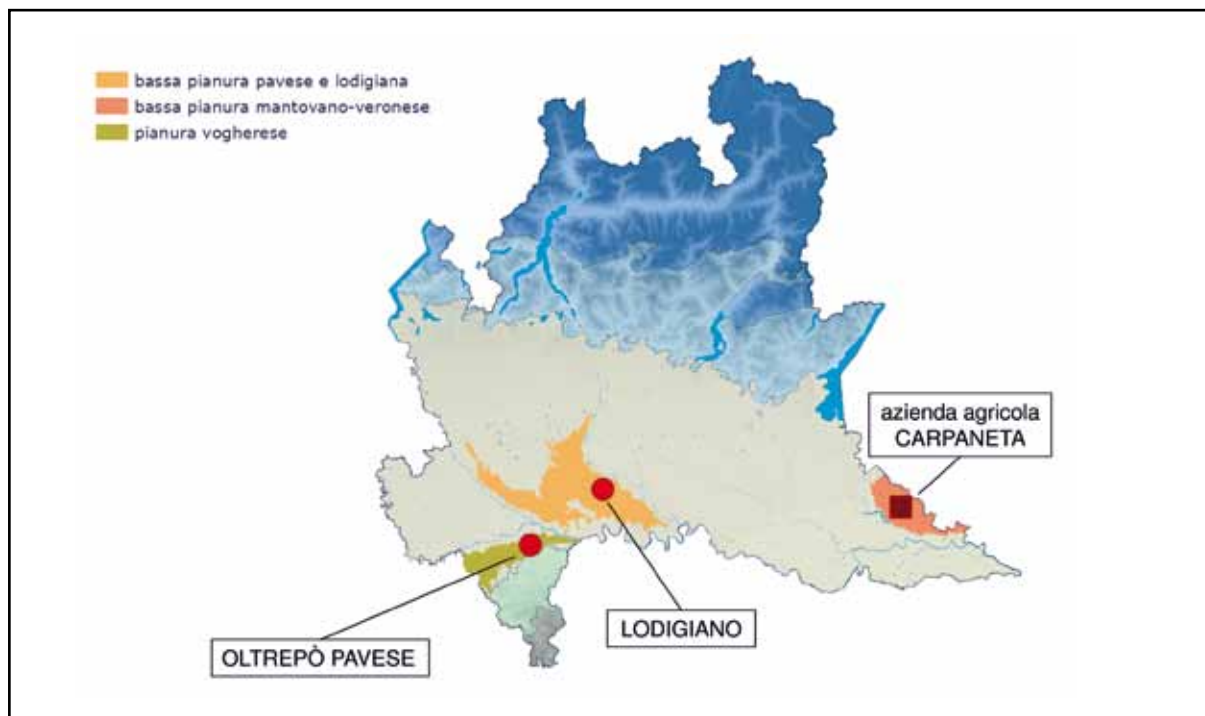 bassa pianura pavese e lodigiana
bassa pianura mantovano-veronese
pianura vogherese
azienda agricola
CARPANETA
LODIGIANO
OLTREPÒ PAVESE